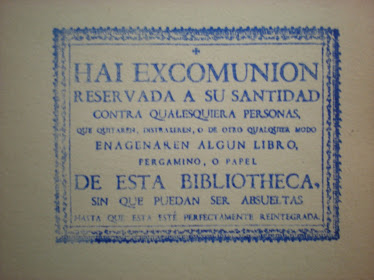 HAI EXCOMUNION
RESERVADA A SU SANTIDAD
CONTRA QUALESQUIERA PERSONAS,
QUE QUITAREN, DISTRAXEREN, O DE OTRO QUALQUIER MODO
ENAGENAREN ALGUN LIBRO,
PERGAMINO, O PAPEL
DE ESTA BIBLIOTHECA,
SIN QUE PUEDAN SER ABSUELTAS
HASTA QUE ESTA ESTÉ PERFECTAMENTE REINTEGRADA.